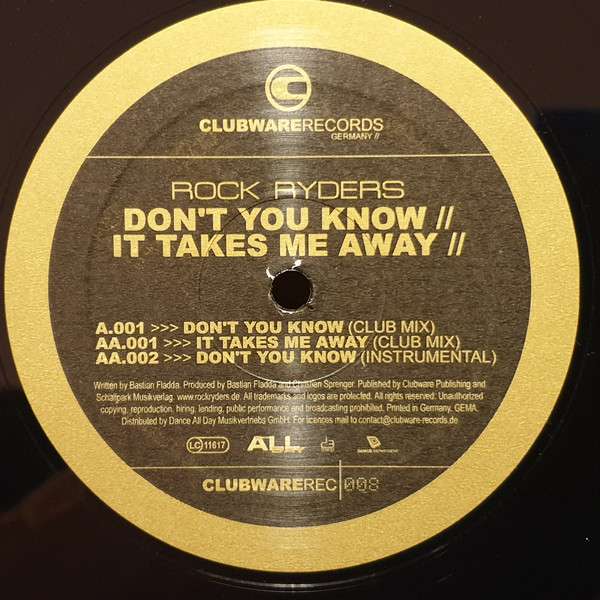 C
CLUBWARERECORDS
GERMANY //
ROCK RYDERS
DON'T YOU KNOW //
IT TAKES ME AWAY //
A.001 >>> DON'T YOU KNOW (CLUB MIX)
AA.001 >>> IT TAKES ME AWAY (CLUB MIX)
AA.002 >>> DON'T YOU KNOW (INSTRUMENTAL)
Written by Bastian Fladda. Produced by Bastian Fladda and Christien Sprenger. Published by Clubware Publishing and
Schallpark Musikverlag. www.rockryders.de. All trademarks and logos are protected. All rights reserved. Unauthorized
copying, reproduction, hiring, lending, public performance and broadcasting prohibited. Printed in Germany. GEMA.
Distributed by Dance All Day Musikvertriebs GmbH. For licences mail to contact@clubware-records.de
LC 11617 ALL DANCE DEPARTMENT
CLUBWAREREC|008